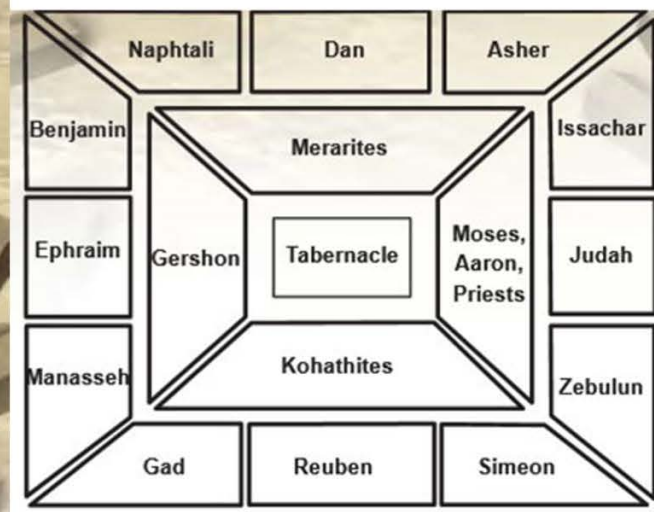 Naphtali Dan Asher
Benjamin Issachar
Merarites
Ephraim Gershon Tabernacle Moses,
Aaron,
Priests Judah
Kohathites
Manasseh Zebulun
Gad Reuben Simeon